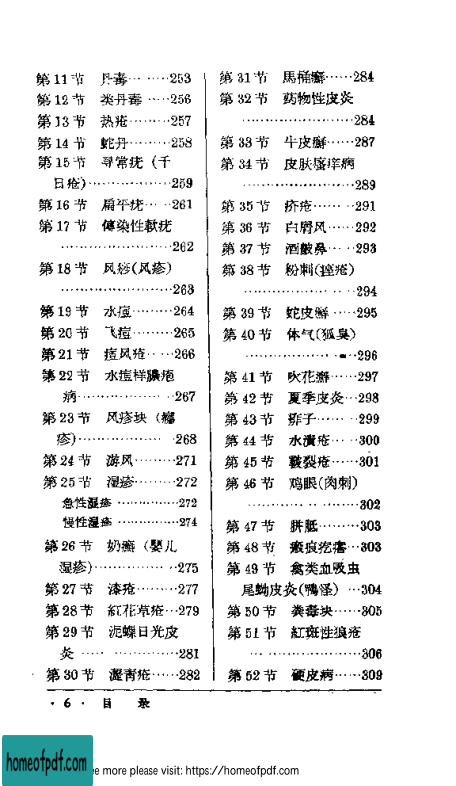 第11节 丹毒………253
第12节 类丹毒……256
第13节 热疮………257
第14节 蛇丹………258
第15节 寻常疣（千
日疮)……………259
第16节 扁平疣……261
第17节 傳染性軟疣
…………………262
第18节 风痧(风疹)
…………………263
第19节 水痘………264
第20节 飞痘………265
第21节 痘风疮……266
第22节 水痘样膿疱
病………………267
第23节 风疹块（癮
疹)………………268
第24节 游风………271
第25节 湿疹………272
急性湿疹……………272
慢性湿疹……………274
第26节 奶癣（嬰儿
湿疹)……………275
第27节 漆疮………277
第28节 紅花草疮…279
第29节 泥螺日光皮
炎………………281
第30节 瀝青疮……282
第31节 馬桶癣……284
第32节 药物性皮炎
…………………284
第33节 牛皮癣……287
第34节 皮肤瘙痒病
…………………289
第35节 疥疮………291
第36节 白屑风……292
第37节 酒皶鼻……293
第38节 粉刺(痤疮)
…………………294
第39节 蛇皮癣……295
第40节 体气(狐臭)
…………………296
第41节 吹花癣……297
第42节 夏季皮炎…298
第43节 痱子………299
第44节 水漬疮……300
第45节 皸裂疮……301
第46节 鸡眼(肉刺)
…………………302
第47节 胼胝………303
第48节 瘢痕疙瘩…303
第49节 禽类血吸虫
尾蚴皮炎(鴨怪)…304
第50节 粪毒块……305
第51节 紅斑性狼疮
…………………306
第52节 硬皮病……309
· 6 · 目 录
homeofpdf.com
ee more please visit: https://homeofpdf.com